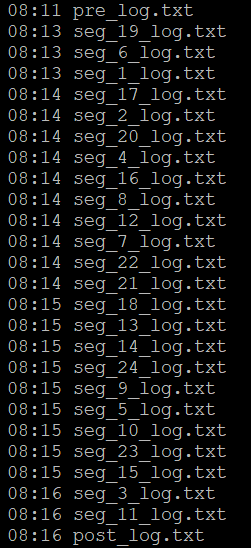 08:11 pre_log.txt
08:13 seg_19_log.txt
08:13 seg_6_log.txt
08:13 seg_1_log.txt
08:14 seg_17_log.txt
08:14 seg_2_log.txt
08:14 seg_20_log.txt
08:14 seg_4_log.txt
08:14 seg_16_log.txt
08:14 seg_8_log.txt
08:14 seg_12_log.txt
08:14 seg_7_log.txt
08:14 seg_22_log.txt
08:14 seg_21_log.txt
08:15 seg_18_log.txt
08:15 seg_13_log.txt
08:15 seg_14_log.txt
08:15 seg_24_log.txt
08:15 seg_9_log.txt
08:15 seg_5_log.txt
08:15 seg_10_log.txt
08:15 seg_23_log.txt
08:15 seg_15_log.txt
08:16 seg_3_log.txt
08:16 seg_11_log.txt
08:16 post_log.txt